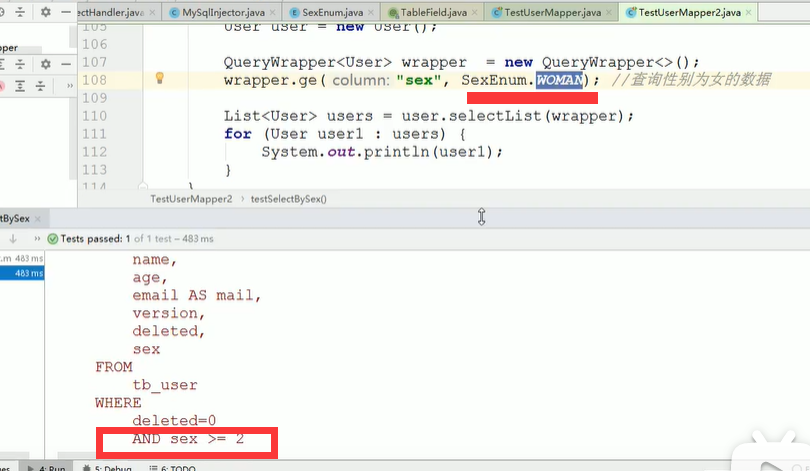 ectHandler.java × MySqlInjector.java × SexEnum.java × TableField.java × TestUserMapper.java × TestUserMapper2.java ×
pper
105 User user = new User();
106
107 QueryWrapper<User> wrapper = new QueryWrapper<>();
108 wrapper.ge( column: "sex", SexEnum.WOMAN); //查询性别为女的数据
109
110 List<User> users = user.selectList(wrapper);
111 for (User user1 : users) {
112 System.out.println(user1);
113 }
114 }
TestUserMapper2 › testSelectBySex()
tBySex ×
Tests passed: 1 of 1 test – 483 ms
.m 483 ms
483 ms
name,
age,
email AS mail,
version,
deleted,
sex
FROM
tb_user
WHERE
deleted=0
AND sex >= 2
ges 4: Run 5: Debug 6: TODO